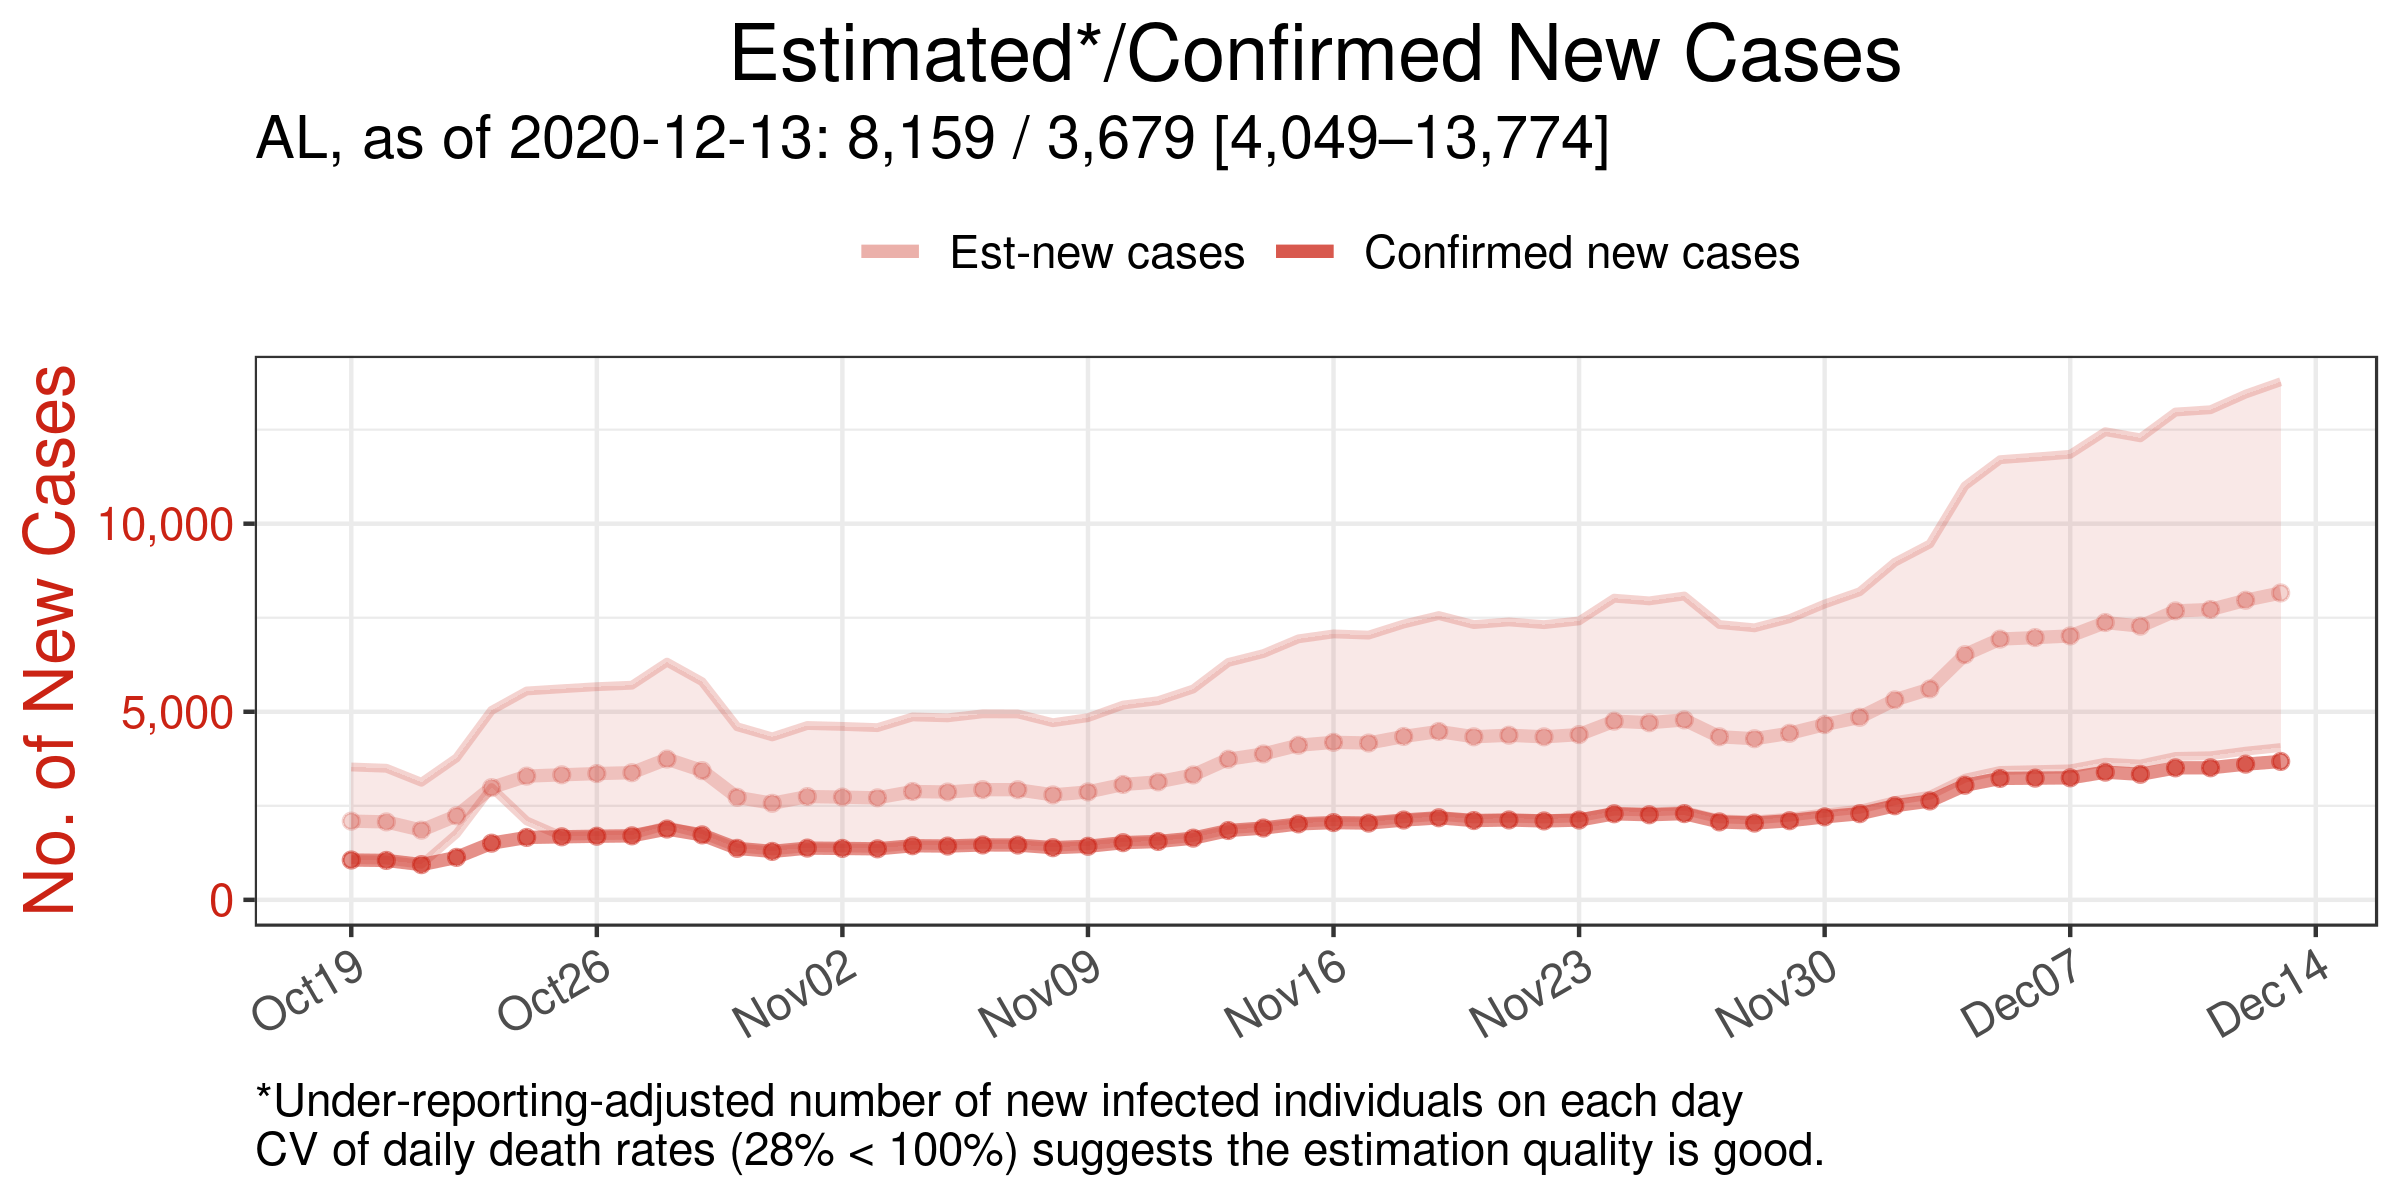 Estimated*/Confirmed New Cases
AL, as of 2020-12-13: 8,159 / 3,679 [4,049–13,774]
Est-new cases
Confirmed new cases
No. of New Cases
10,000
5,000
0
Oct19
Oct26
Nov02
Nov09
Nov16
Nov23
Nov30
Dec07
Dec14
*Under-reporting-adjusted number of new infected individuals on each day
CV of daily death rates (28% < 100%) suggests the estimation quality is good.